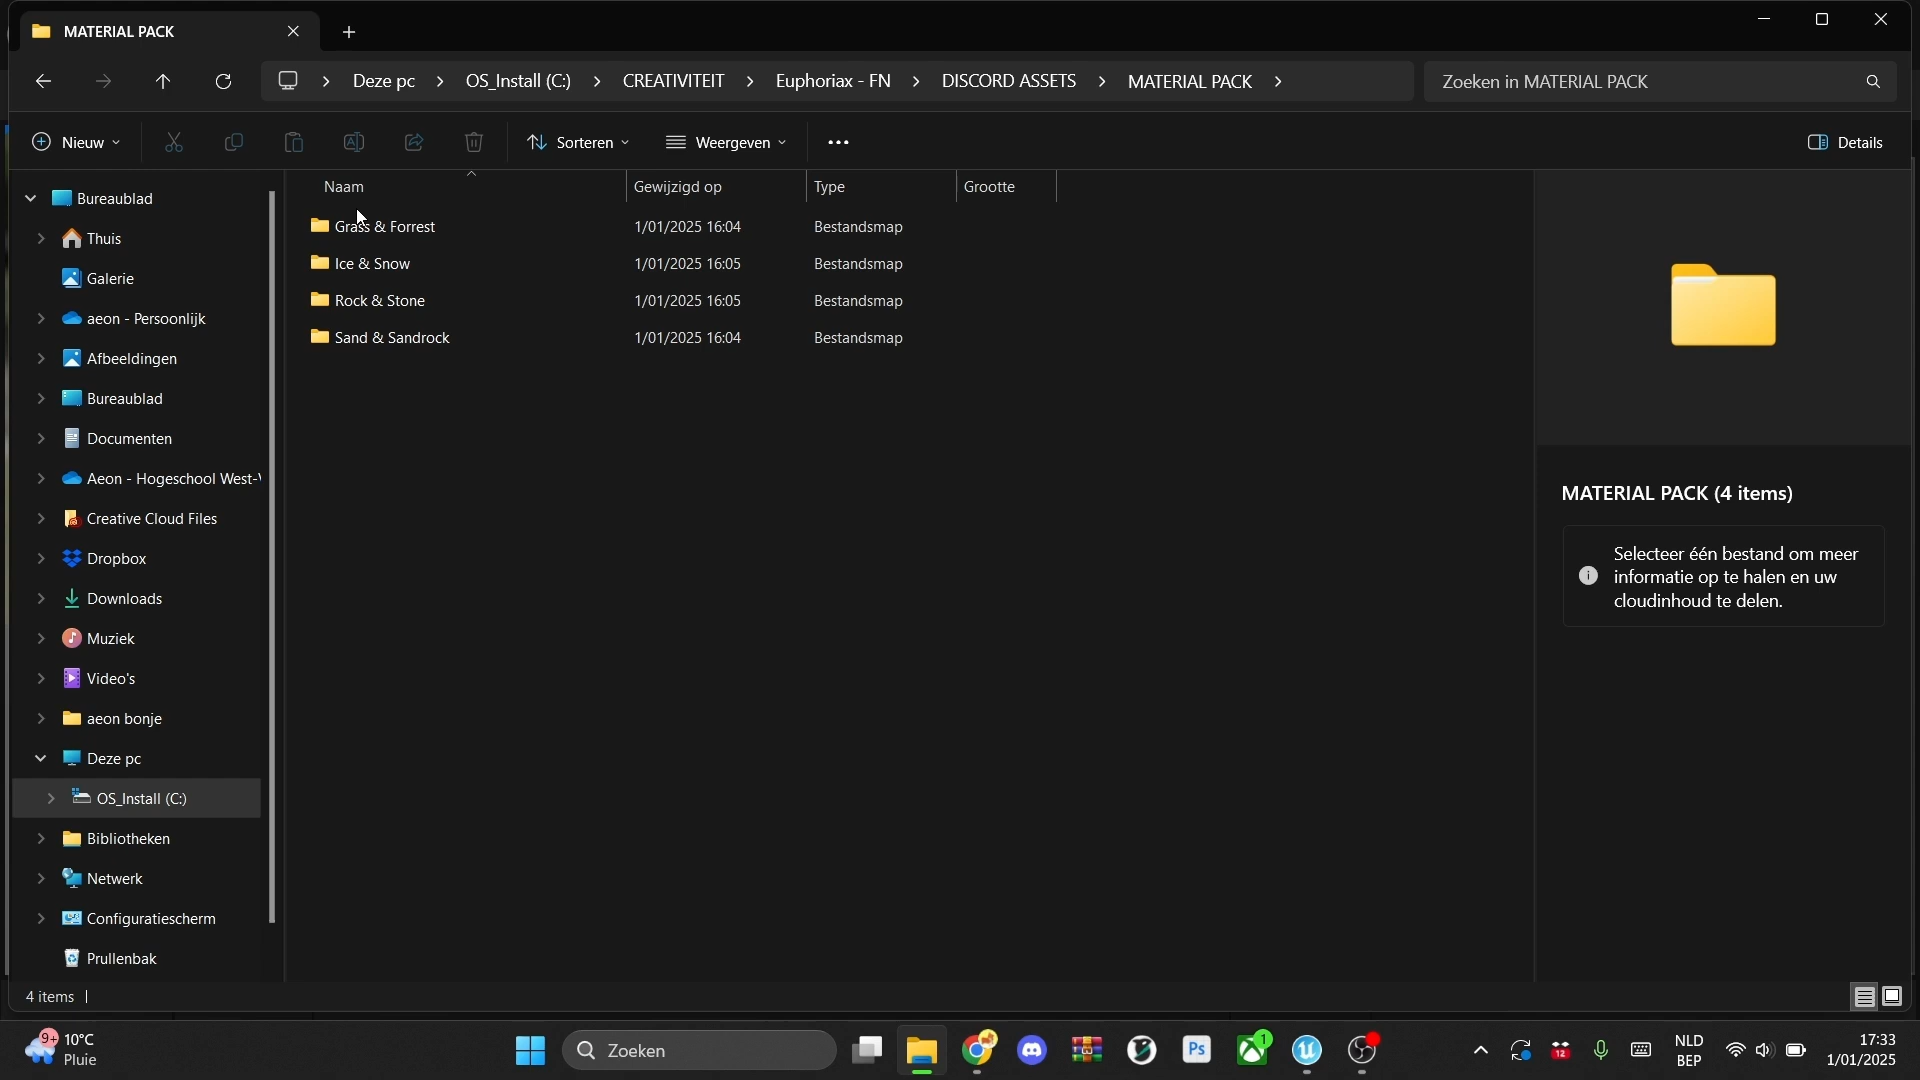 MATERIAL PACK
Deze pc
OS_Install (C:)
CREATIVITEIT
Euphoriax - FN
DISCORD ASSETS
MATERIAL PACK
Zoeken in MATERIAL PACK
Nieuw
Sorteren
Weergeven
Details
Naam
Gewijzigd op
Type
Grootte
Grass & Forrest 1/01/2025 16:04 Bestandsmap
Ice & Snow 1/01/2025 16:05 Bestandsmap
Rock & Stone 1/01/2025 16:05 Bestandsmap
Sand & Sandrock 1/01/2025 16:04 Bestandsmap
Bureaublad
Thuis
Galerie
aeon - Persoonlijk
Afbeeldingen
Bureaublad
Documenten
Aeon - Hogeschool West-
Creative Cloud Files
Dropbox
Downloads
Muziek
Video's
aeon bonje
Deze pc
OS_Install (C:)
Bibliotheken
Netwerk
Configuratiescherm
Prullenbak
MATERIAL PACK (4 items)
Selecteer één bestand om meer
informatie op te halen en uw
cloudinhoud te delen.
4 items
9+
10°C
Pluie
Zoeken
Ps
1
12
NLD
BEP
17:33
1/01/2025